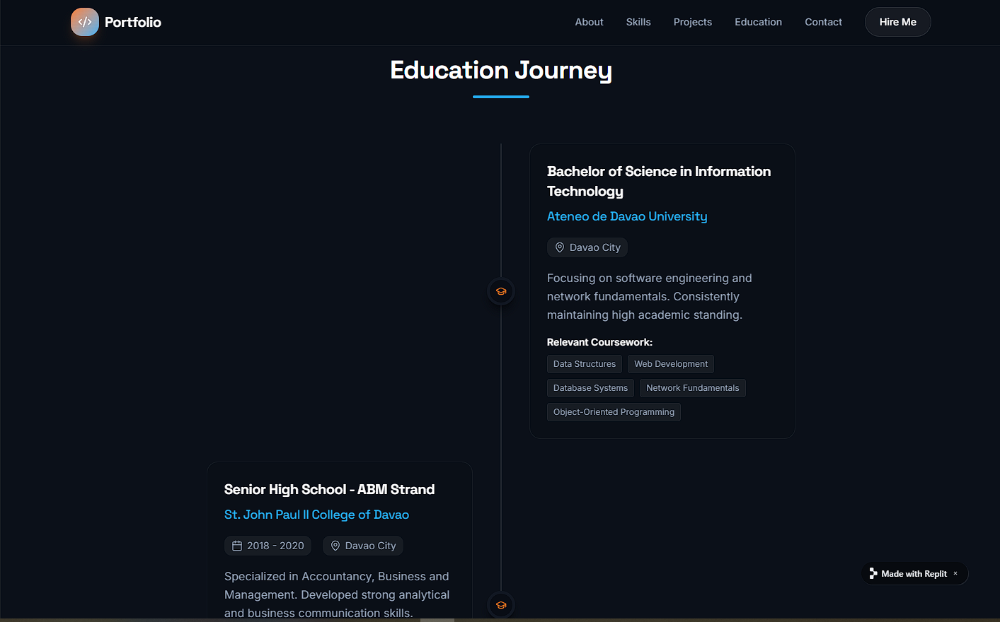 </> Portfolio
About Skills Projects Education Contact Hire Me
Education Journey
Bachelor of Science in Information
Technology
Ateneo de Davao University
Davao City
Focusing on software engineering and
network fundamentals. Consistently
maintaining high academic standing.
Relevant Coursework:
Data Structures Web Development
Database Systems Network Fundamentals
Object-Oriented Programming
Senior High School - ABM Strand
St. John Paul II College of Davao
2018 - 2020 Davao City
Specialized in Accountancy, Business and
Management. Developed strong analytical
and business communication skills.
Made with Replit ×